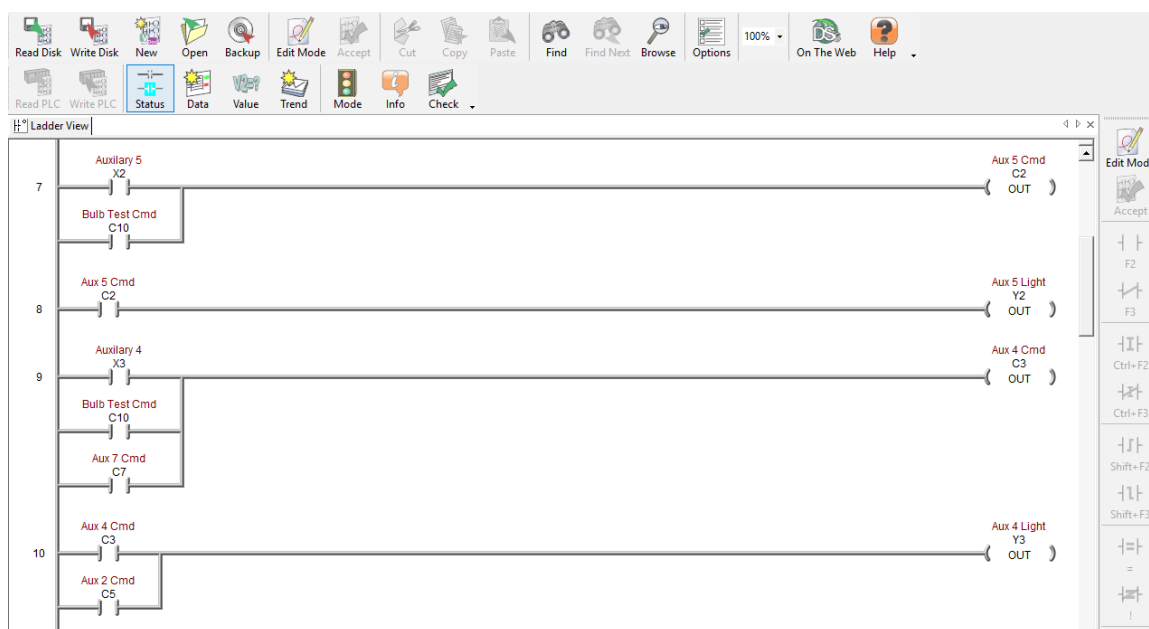 Read Disk Write Disk New Open Backup Edit Mode Accept Cut Copy Paste Find Find Next Browse Options 100% On The Web Help
Read PLC Write PLC Status Data Value Trend Mode Info Check
Ladder View
Edit Mod
Accept
F2
F3
Ctrl+F2
Ctrl+F3
Shift+F2
Shift+F3
=
!
Auxilary 5
X2
Aux 5 Cmd
C2
7
OUT
Bulb Test Cmd
C10
Aux 5 Cmd
C2
Aux 5 Light
Y2
8
OUT
Auxilary 4
X3
Aux 4 Cmd
C3
9
OUT
Bulb Test Cmd
C10
Aux 7 Cmd
C7
Aux 4 Cmd
C3
Aux 4 Light
Y3
10
OUT
Aux 2 Cmd
C5